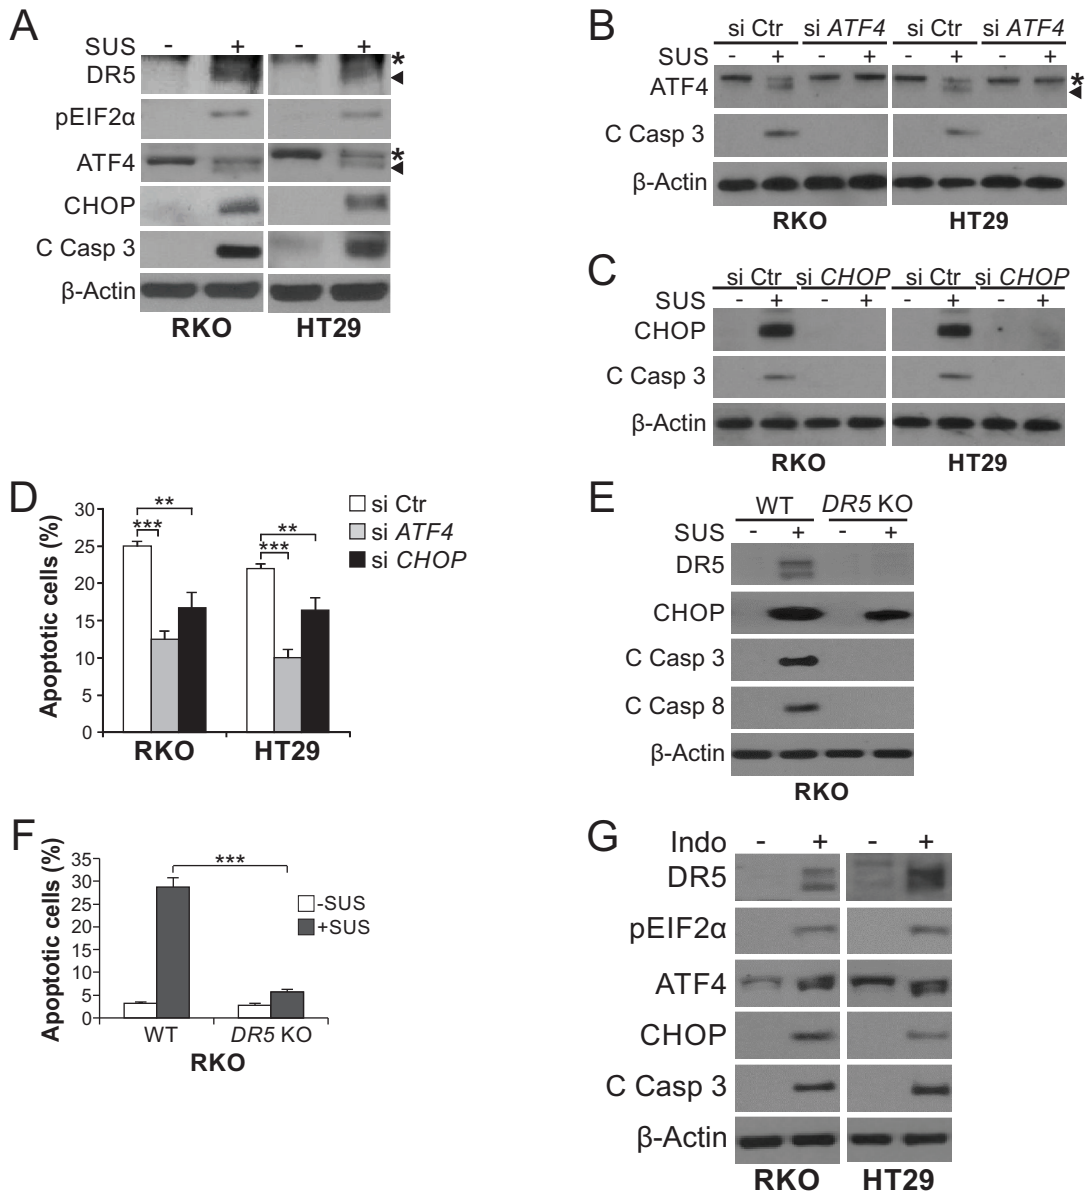 A
SUS - + - +
DR5 *◄
pEIF2α
ATF4 *◄
CHOP
C Casp 3
β-Actin
RKO HT29
B
si Ctr si ATF4 si Ctr si ATF4
SUS - + - + - + - +
ATF4 *◄
C Casp 3
β-Actin
RKO HT29
C
si Ctr si CHOP si Ctr si CHOP
SUS - + - + - + - +
CHOP
C Casp 3
β-Actin
RKO HT29
D
Apoptotic cells (%)
30
25
20
15
10
5
0
** ***
** ***
si Ctr
si ATF4
si CHOP
RKO HT29
E
WT DR5 KO
SUS - + - +
DR5
CHOP
C Casp 3
C Casp 8
β-Actin
RKO
F
Apoptotic cells (%)
35
30
25
20
15
10
5
0
***
-SUS
+SUS
WT DR5 KO
RKO
G
Indo - + - +
DR5
pEIF2α
ATF4
CHOP
C Casp 3
β-Actin
RKO HT29